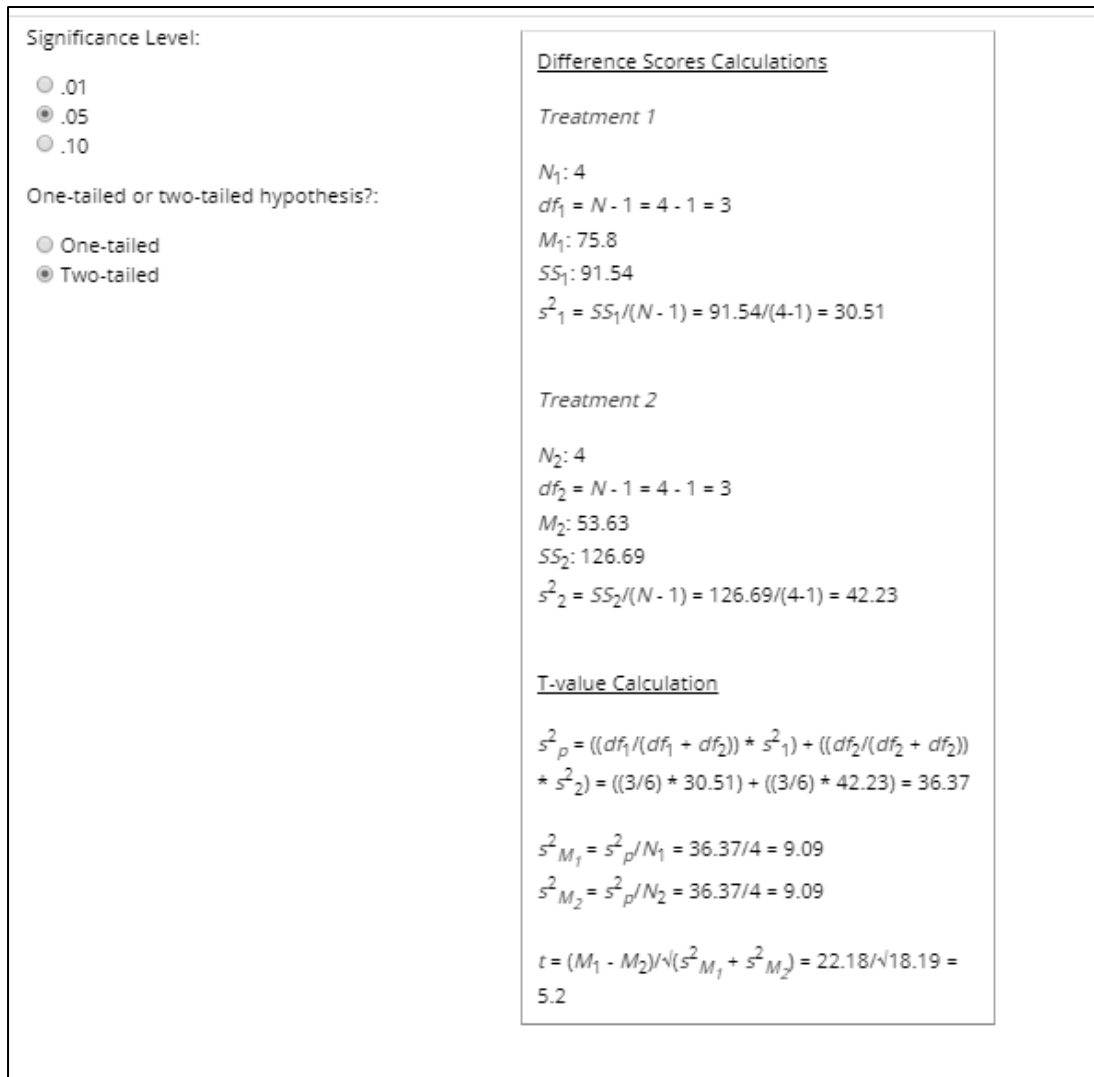 Significance Level:
.01
.05
.10
One-tailed or two-tailed hypothesis?:
One-tailed
Two-tailed
Difference Scores Calculations
Treatment 1
N₁: 4
df₁ = N - 1 = 4 - 1 = 3
M₁: 75.8
SS₁: 91.54
s²₁ = SS₁/(N - 1) = 91.54/(4-1) = 30.51
Treatment 2
N₂: 4
df₂ = N - 1 = 4 - 1 = 3
M₂: 53.63
SS₂: 126.69
s²₂ = SS₂/(N - 1) = 126.69/(4-1) = 42.23
T-value Calculation
s²p = ((df₁/(df₁ + df₂)) * s²₁) + ((df₂/(df₂ + df₂))
* s²₂) = ((3/6) * 30.51) + ((3/6) * 42.23) = 36.37
s²M₁ = s²p/N₁ = 36.37/4 = 9.09
s²M₂ = s²p/N₂ = 36.37/4 = 9.09
t = (M₁ - M₂)/√(s²M₁ + s²M₂) = 22.18/√18.19 =
5.2